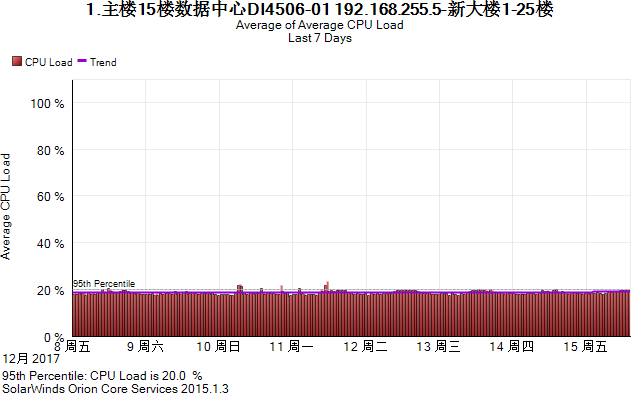 1.主楼15楼数据中心DI4506-01 192.168.255.5-新大楼1-25楼
Average of Average CPU Load
Last 7 Days
CPU Load Trend
100 %
80 %
60 %
40 %
20 %
0 %
Average CPU Load
95th Percentile
8 周五 9 周六 10 周日 11 周一 12 周二 13 周三 14 周四 15 周五
12月 2017
95th Percentile: CPU Load is 20.0 %
SolarWinds Orion Core Services 2015.1.3